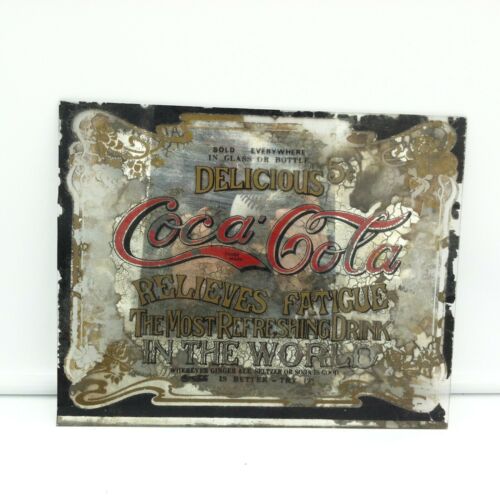 SOLD EVERYWHERE
IN GLASS OR BOTTLE
DELICIOUS 5¢
Coca-Cola
RELIEVES FATIGUE
THE MOST REFRESHING DRINK
IN THE WORLD
WHEREVER GINGER ALE, SELTZER OR SODA IS GOOD
IS BETTER - TRY IT